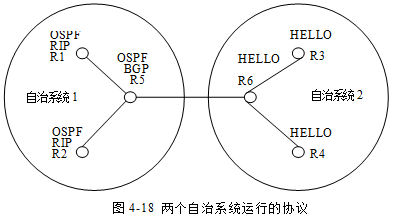 OSPF
RIP
R1
OSPF
BGP
R5
自治系统1
OSPF
RIP
R2
HELLO
R3
HELLO
R6
自治系统2
HELLO
R4
图 4-18 两个自治系统运行的协议